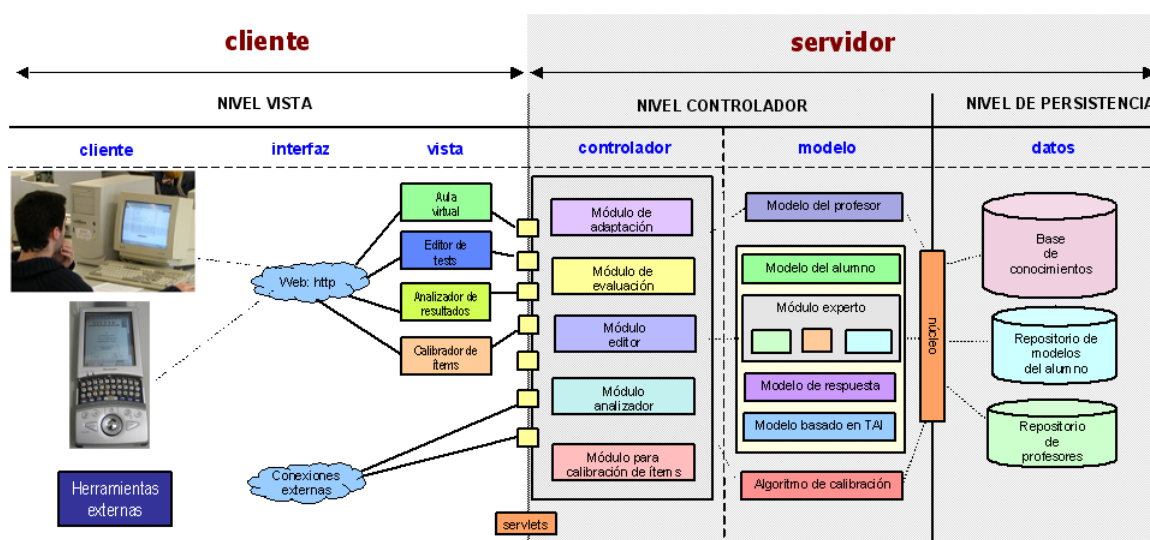 cliente
servidor
NIVEL VISTA
NIVEL CONTROLADOR
NIVEL DE PERSISTENCIA
cliente
interfaz
vista
controlador
modelo
datos
Aula
virtual
Editor de
tests
Analizador de
resultados
Calibrador de
ítems
Web: http
Conexiones
externas
Herramientas
externas
servlets
Módulo de
adaptación
Módulo de
evaluación
Módulo
editor
Módulo
analizador
Módulo para
calibración de ítems
Modelo del profesor
Modelo del alumno
Módulo experto
Modelo de respuesta
Modelo basado en TAI
Algoritmo de calibración
núcleo
Base
de
conocimientos
Repositorio de
modelos
del alumno
Repositorio
de
profesores